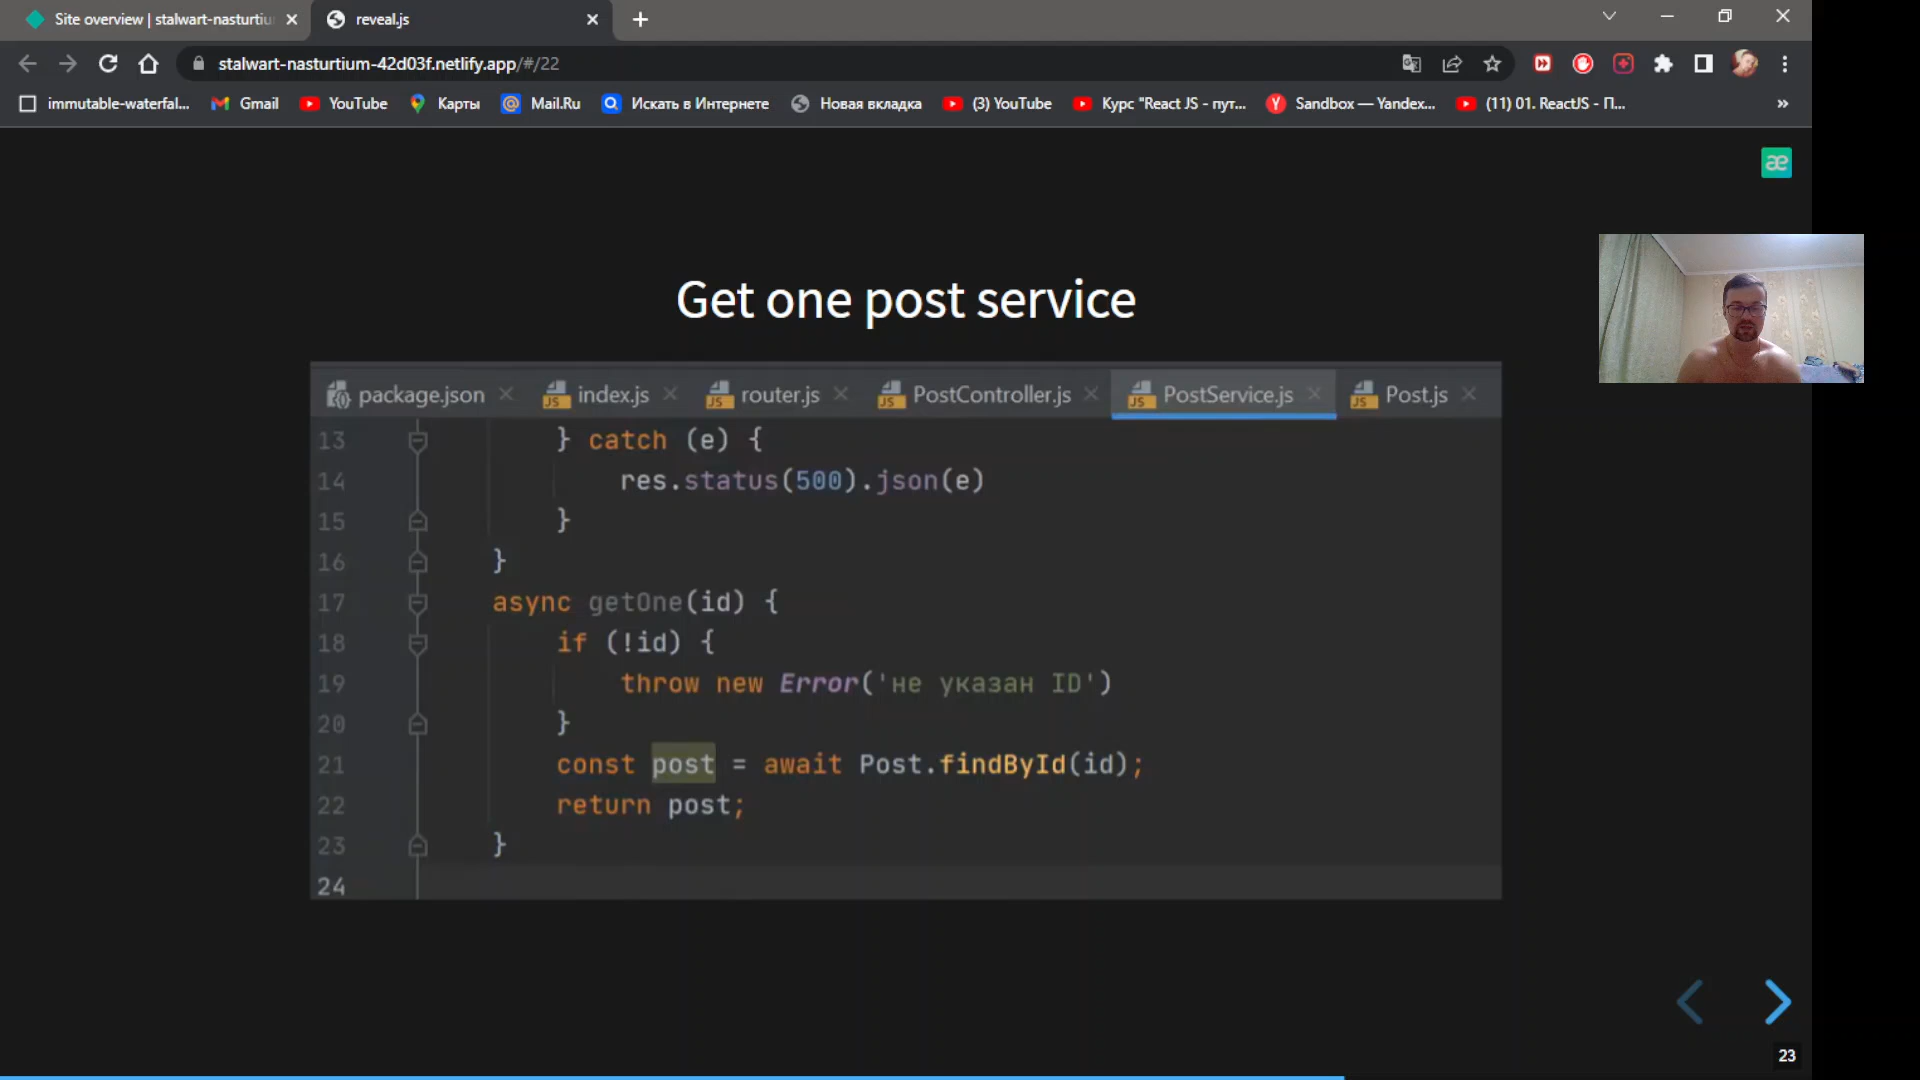 Site overview | stalwart-nasturtiu
reveal.js
stalwart-nasturtium-42d03f.netlify.app/#/22
immutable-waterfal...
Gmail
YouTube
Карты
Mail.Ru
Искать в Интернете
Новая вкладка
(3) YouTube
Курс "React JS - пут...
Sandbox — Yandex...
(11) 01. ReactJS - П...
æ
Get one post service
package.json
index.js
router.js
PostController.js
PostService.js
Post.js
13 } catch (e) {
14 res.status(500).json(e)
15 }
16 }
17 async getOne(id) {
18 if (!id) {
19 throw new Error('не указан ID')
20 }
21 const post = await Post.findById(id);
22 return post;
23 }
24
23